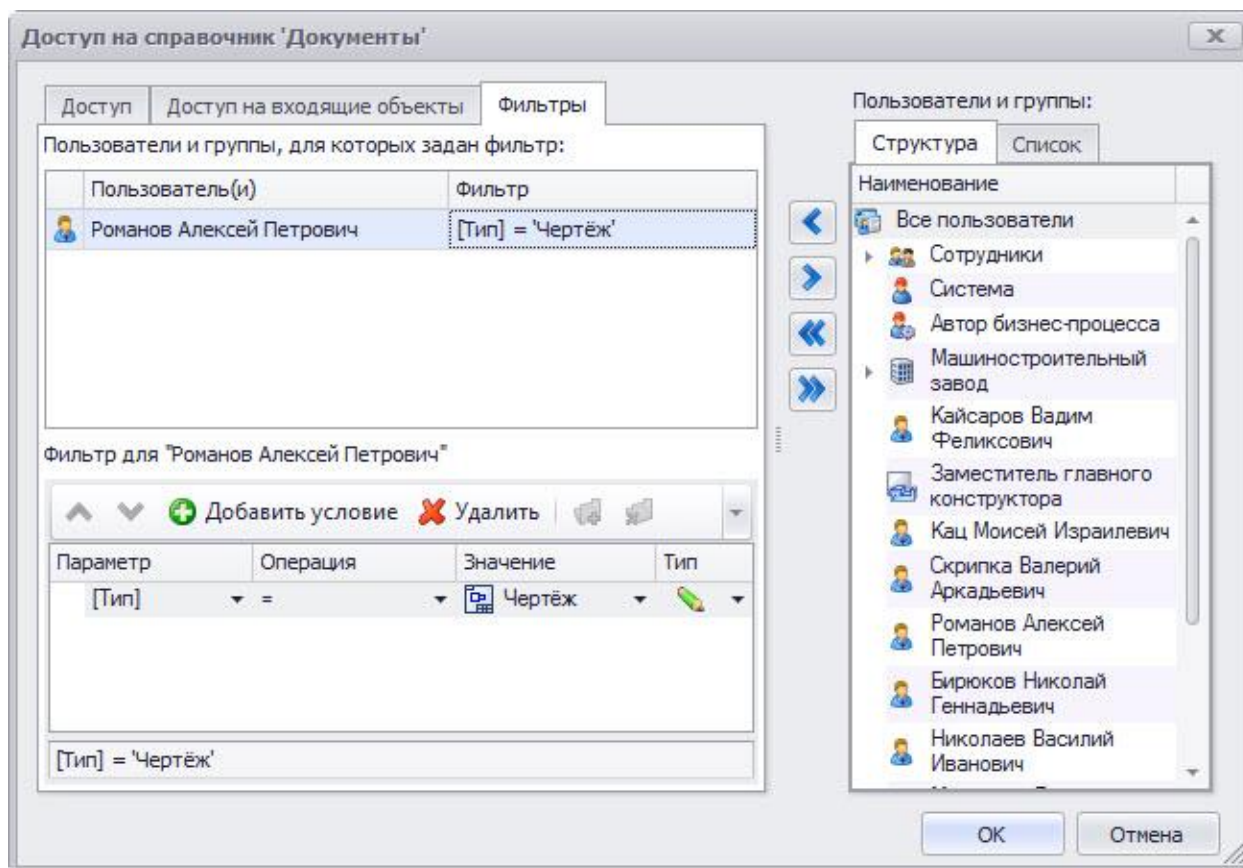 Доступ на справочник 'Документы'
Доступ
Доступ на входящие объекты
Фильтры
Пользователи и группы, для которых задан фильтр:
Пользователь(и)
Фильтр
Романов Алексей Петрович
[Тип] = 'Чертёж'
Фильтр для "Романов Алексей Петрович"
Добавить условие
Удалить
Параметр
Операция
Значение
Тип
[Тип]
=
Чертёж
[Тип] = 'Чертёж'
Пользователи и группы:
Структура
Список
Наименование
Все пользователи
Сотрудники
Система
Автор бизнес-процесса
Машиностроительный
завод
Кайсаров Вадим
Феликсович
Заместитель главного
конструктора
Кац Моисей Израилевич
Скрипка Валерий
Аркадьевич
Романов Алексей
Петрович
Бирюков Николай
Геннадьевич
Николаев Василий
Иванович
OK
Отмена